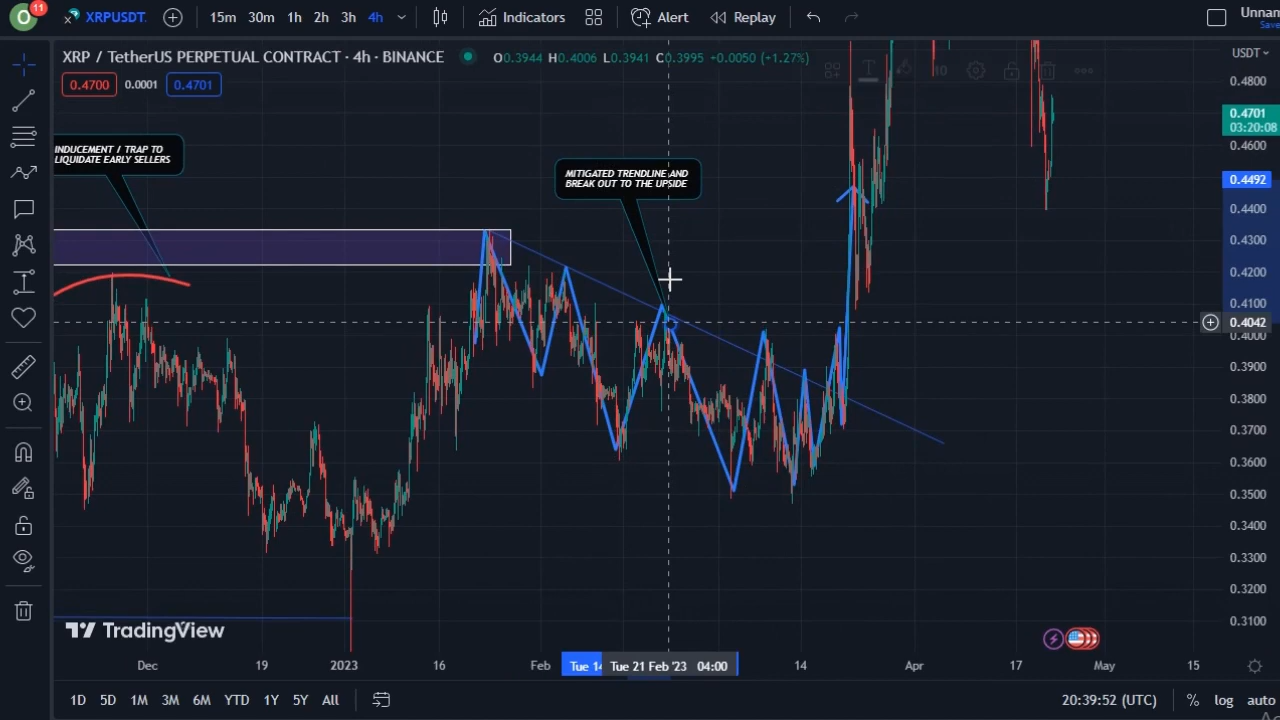 O 11 XRPUSDT. 15m 30m 1h 2h 3h 4h Indicators Alert Replay Unnan
Save
XRP / TetherUS PERPETUAL CONTRACT · 4h · BINANCE O0.3944 H0.4006 L0.3941 C0.3995 +0.0050 (+1.27%) USDT
0.4700 0.0001 0.4701
0.4800
0.4701
03:20:08
0.4600
INDUCEMENT / TRAP TO
LIQUIDATE EARLY SELLERS
MITIGATED TRENDLINE AND
BREAK OUT TO THE UPSIDE
0.4492
0.4400
0.4300
0.4200
0.4100
0.4042
0.4000
0.3900
0.3800
0.3700
0.3600
0.3500
0.3400
0.3300
0.3200
0.3100
TradingView
Dec 19 2023 16 Feb Tue 14 Tue 21 Feb '23 04:00 14 Apr 17 May 15
1D 5D 1M 3M 6M YTD 1Y 5Y All 20:39:52 (UTC) % log auto